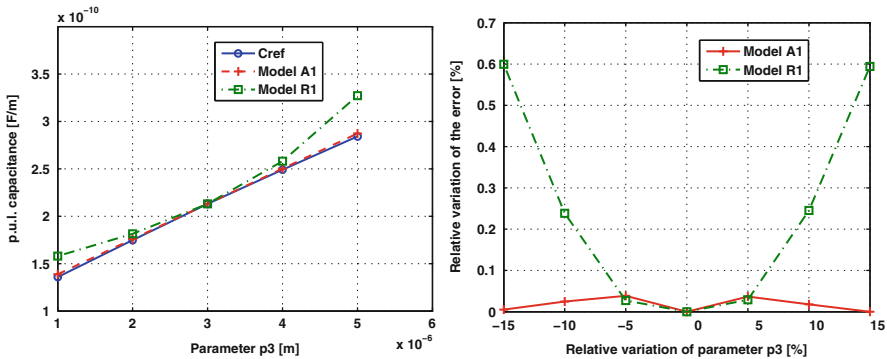 x 10⁻¹⁰
p.u.l. capacitance [F/m]
3.5
3
2.5
2
1.5
1
Cref
Model A1
Model R1
1 2 3 4 5 6
x 10⁻⁶
Parameter p3 [m]
Relative variation of the error [%]
0.7
0.6
0.5
0.4
0.3
0.2
0.1
0
Model A1
Model R1
−15 −10 −5 0 5 10 15
Relative variation of parameter p3 [%]